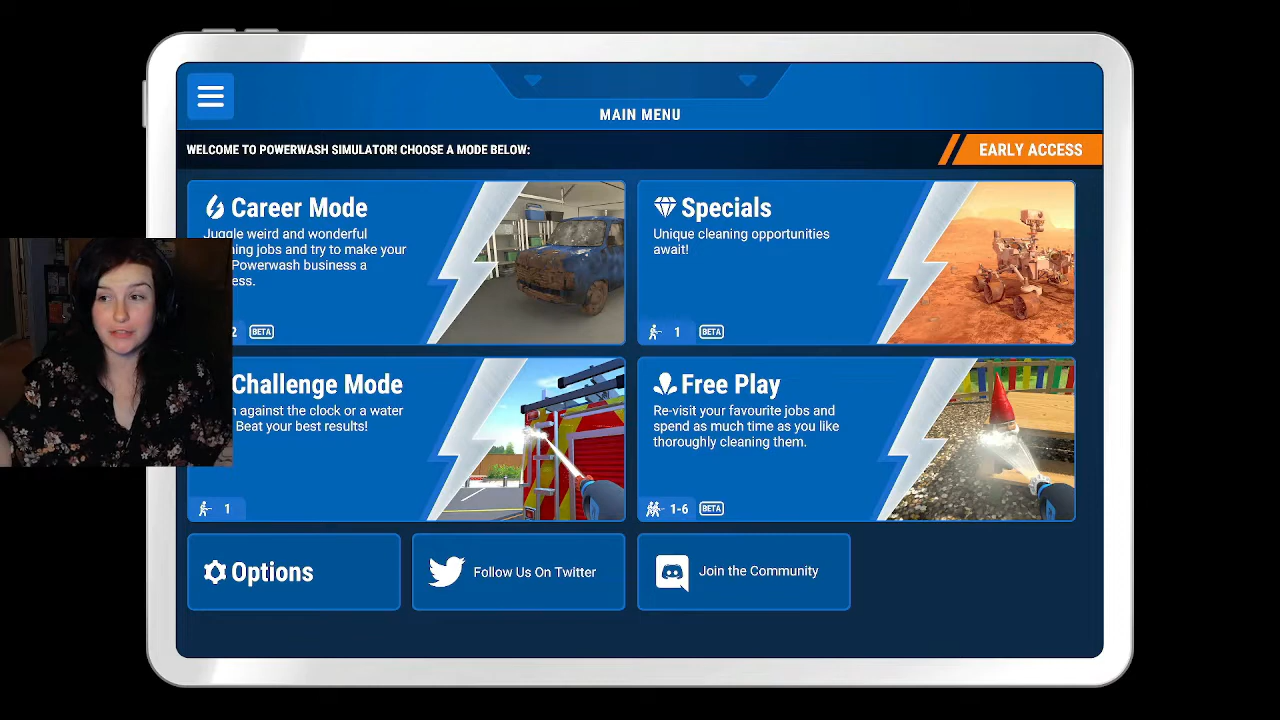 MAIN MENU
WELCOME TO POWERWASH SIMULATOR! CHOOSE A MODE BELOW:
EARLY ACCESS
Career Mode
Juggle weird and wonderful
jobs and try to make your
Powerwash business a
2 BETA
Specials
Unique cleaning opportunities
await!
1 BETA
Challenge Mode
against the clock or a water
Beat your best results!
1
Free Play
Re-visit your favourite jobs and
spend as much time as you like
thoroughly cleaning them.
1-6 BETA
Options
Follow Us On Twitter
Join the Community